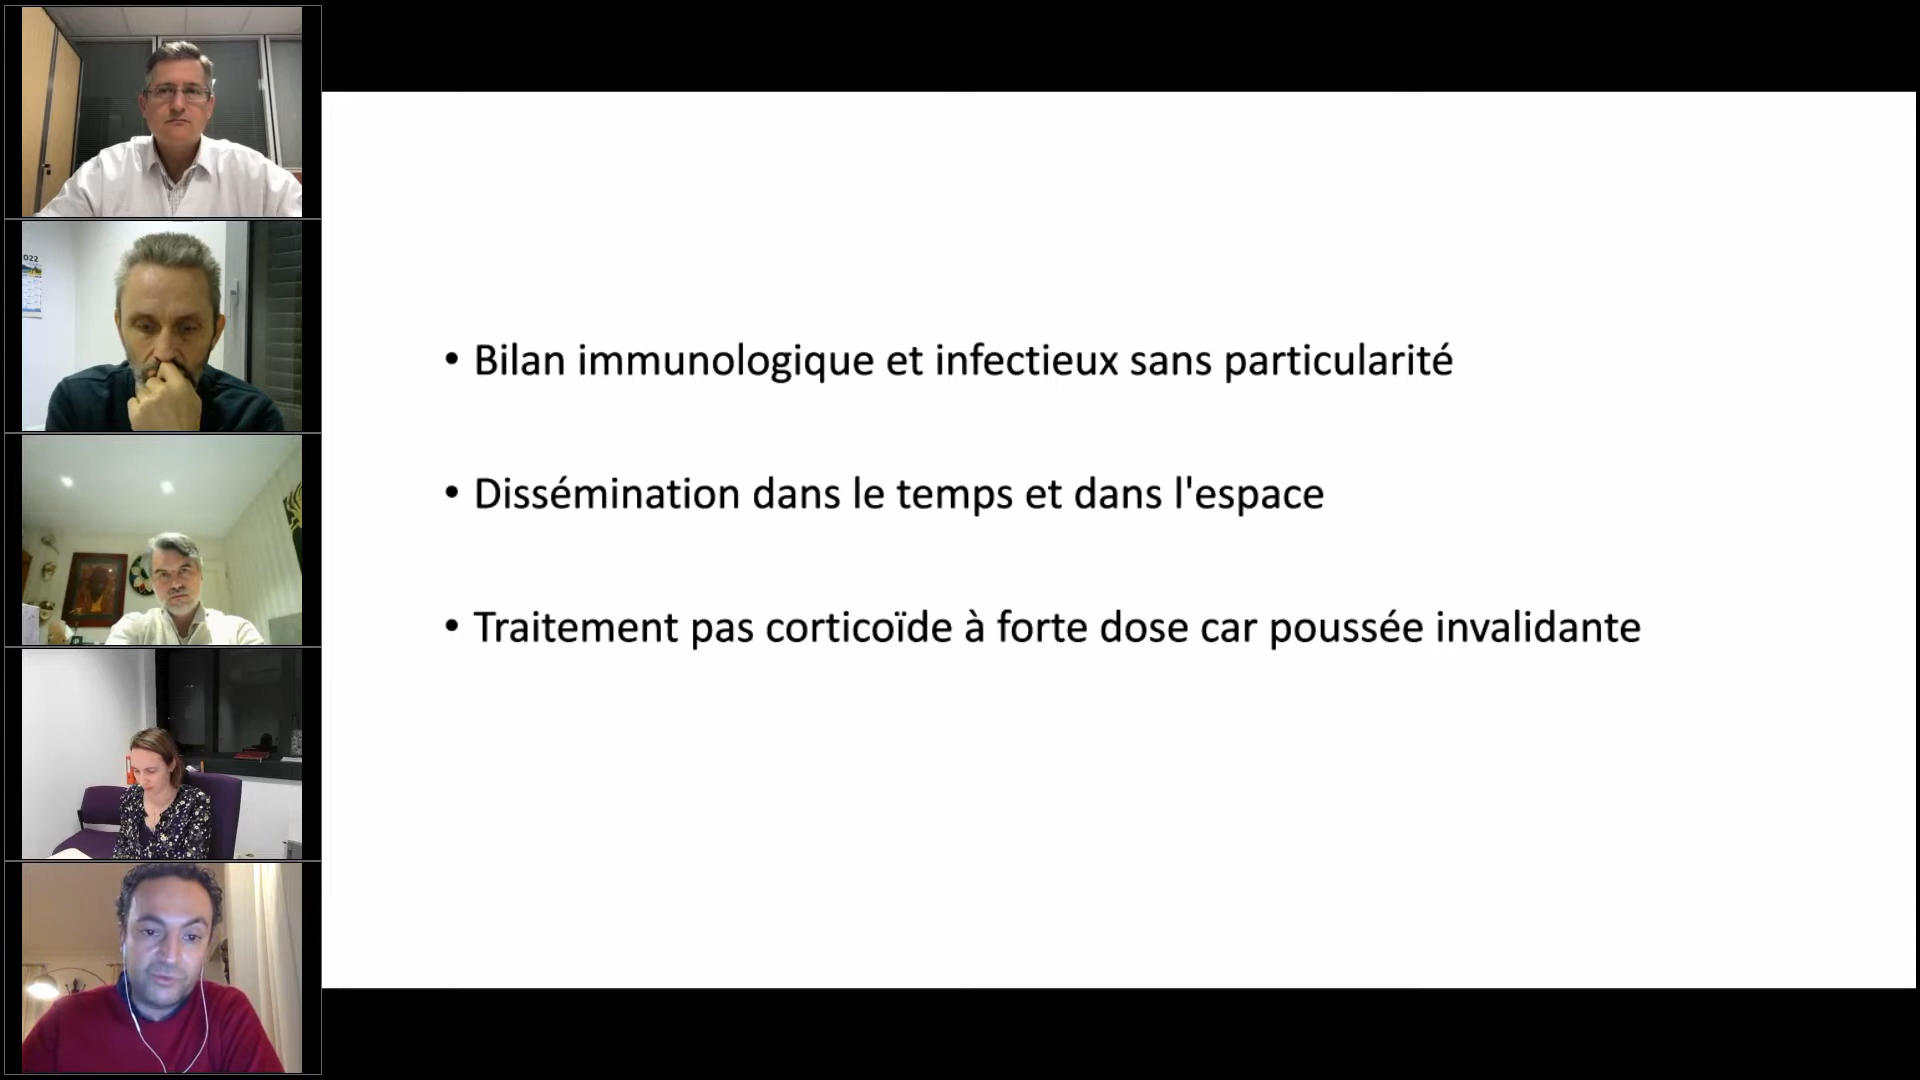 022
• Bilan immunologique et infectieux sans particularité
• Dissémination dans le temps et dans l'espace
• Traitement pas corticoïde à forte dose car poussée invalidante